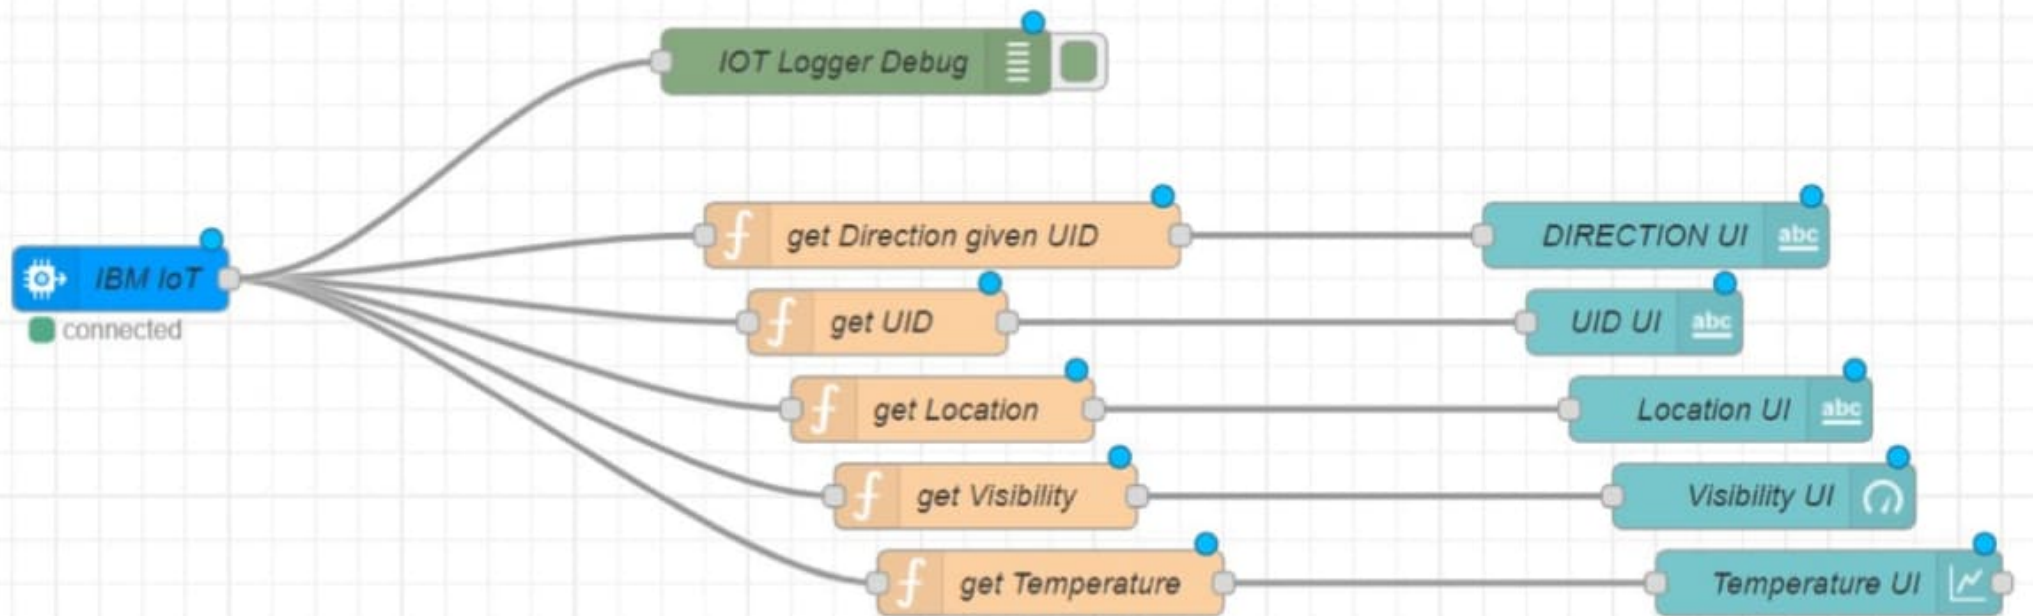 IOT Logger Debug
get Direction given UID
DIRECTION UI
abc
IBM IoT
connected
get UID
UID UI
abc
get Location
Location UI
abc
get Visibility
Visibility UI
get Temperature
Temperature UI